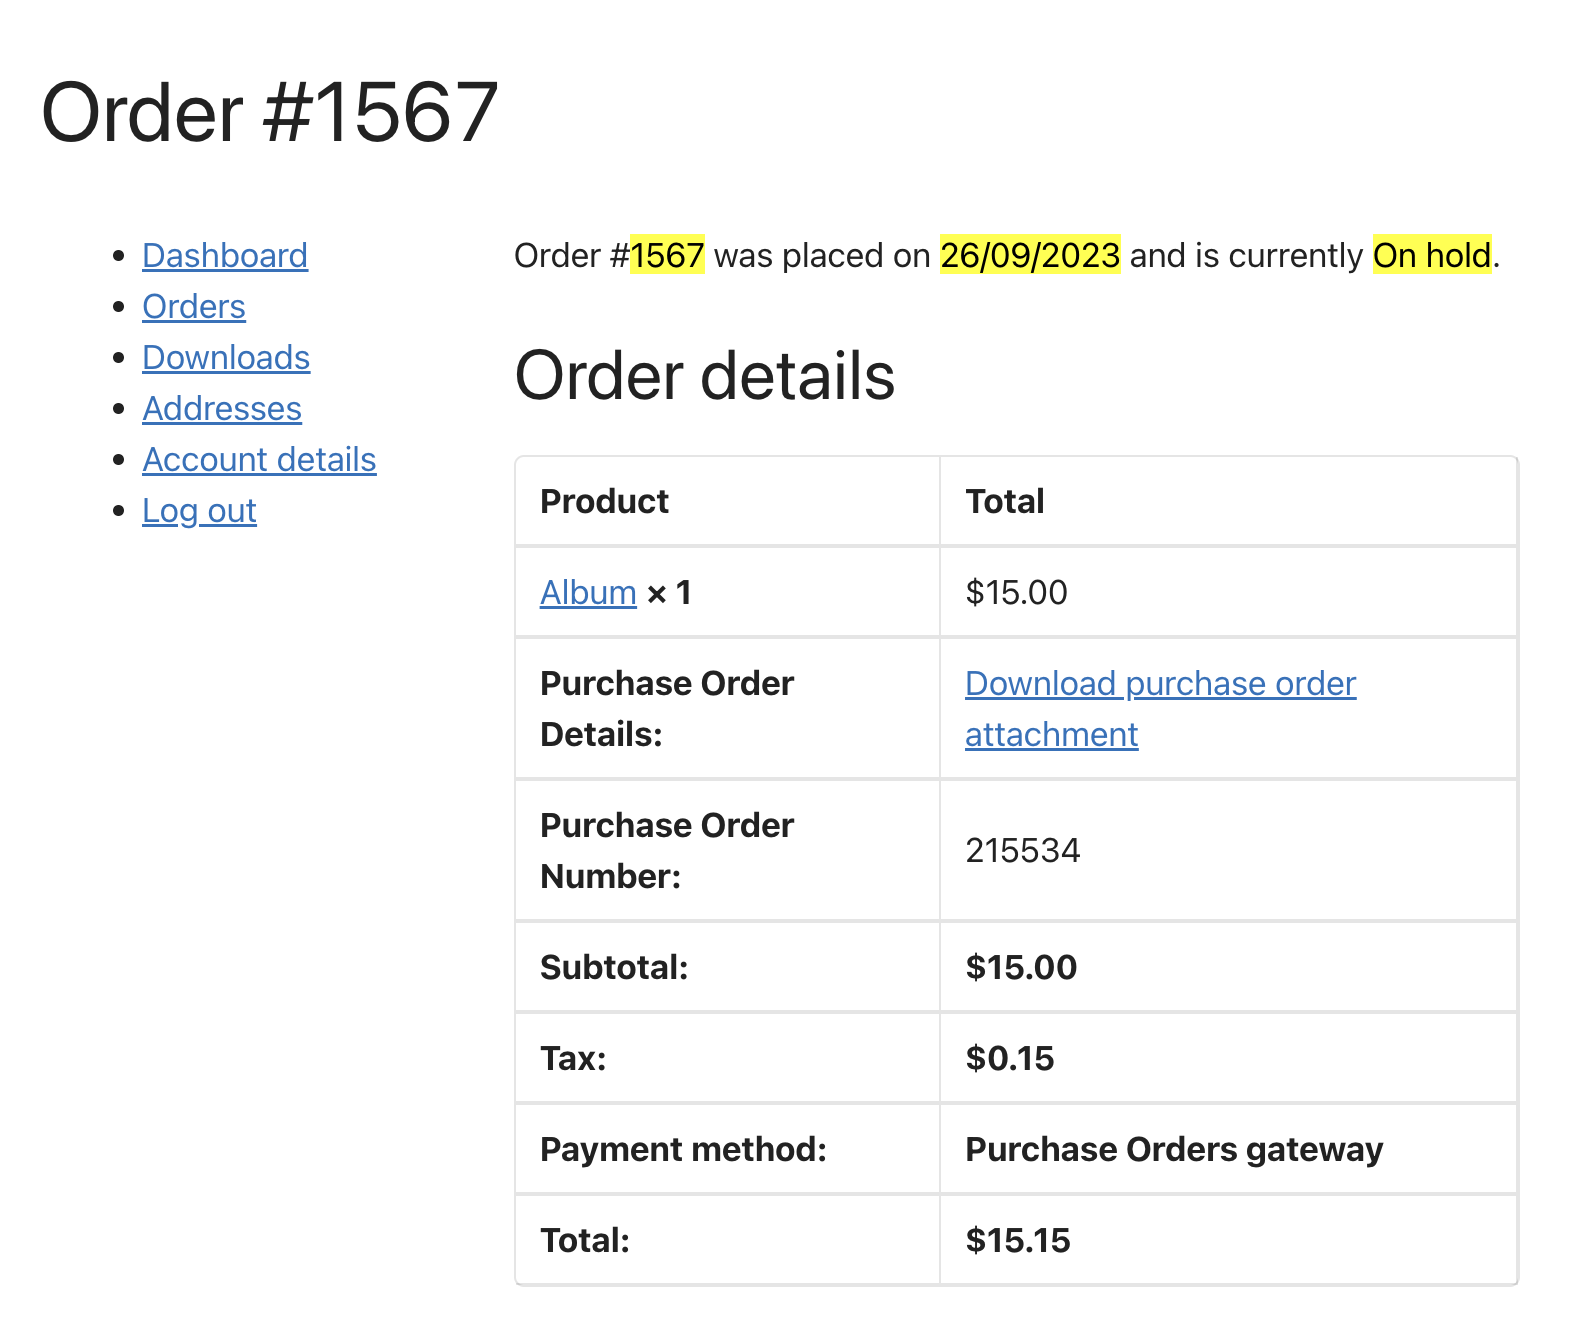 Order #1567
Dashboard
Orders
Downloads
Addresses
Account details
Log out
Order #1567 was placed on 26/09/2023 and is currently On hold.
Order details
Product Total
Album × 1 $15.00
Purchase Order
Details:
Download purchase order
attachment
Purchase Order
Number:
215534
Subtotal: $15.00
Tax: $0.15
Payment method: Purchase Orders gateway
Total: $15.15